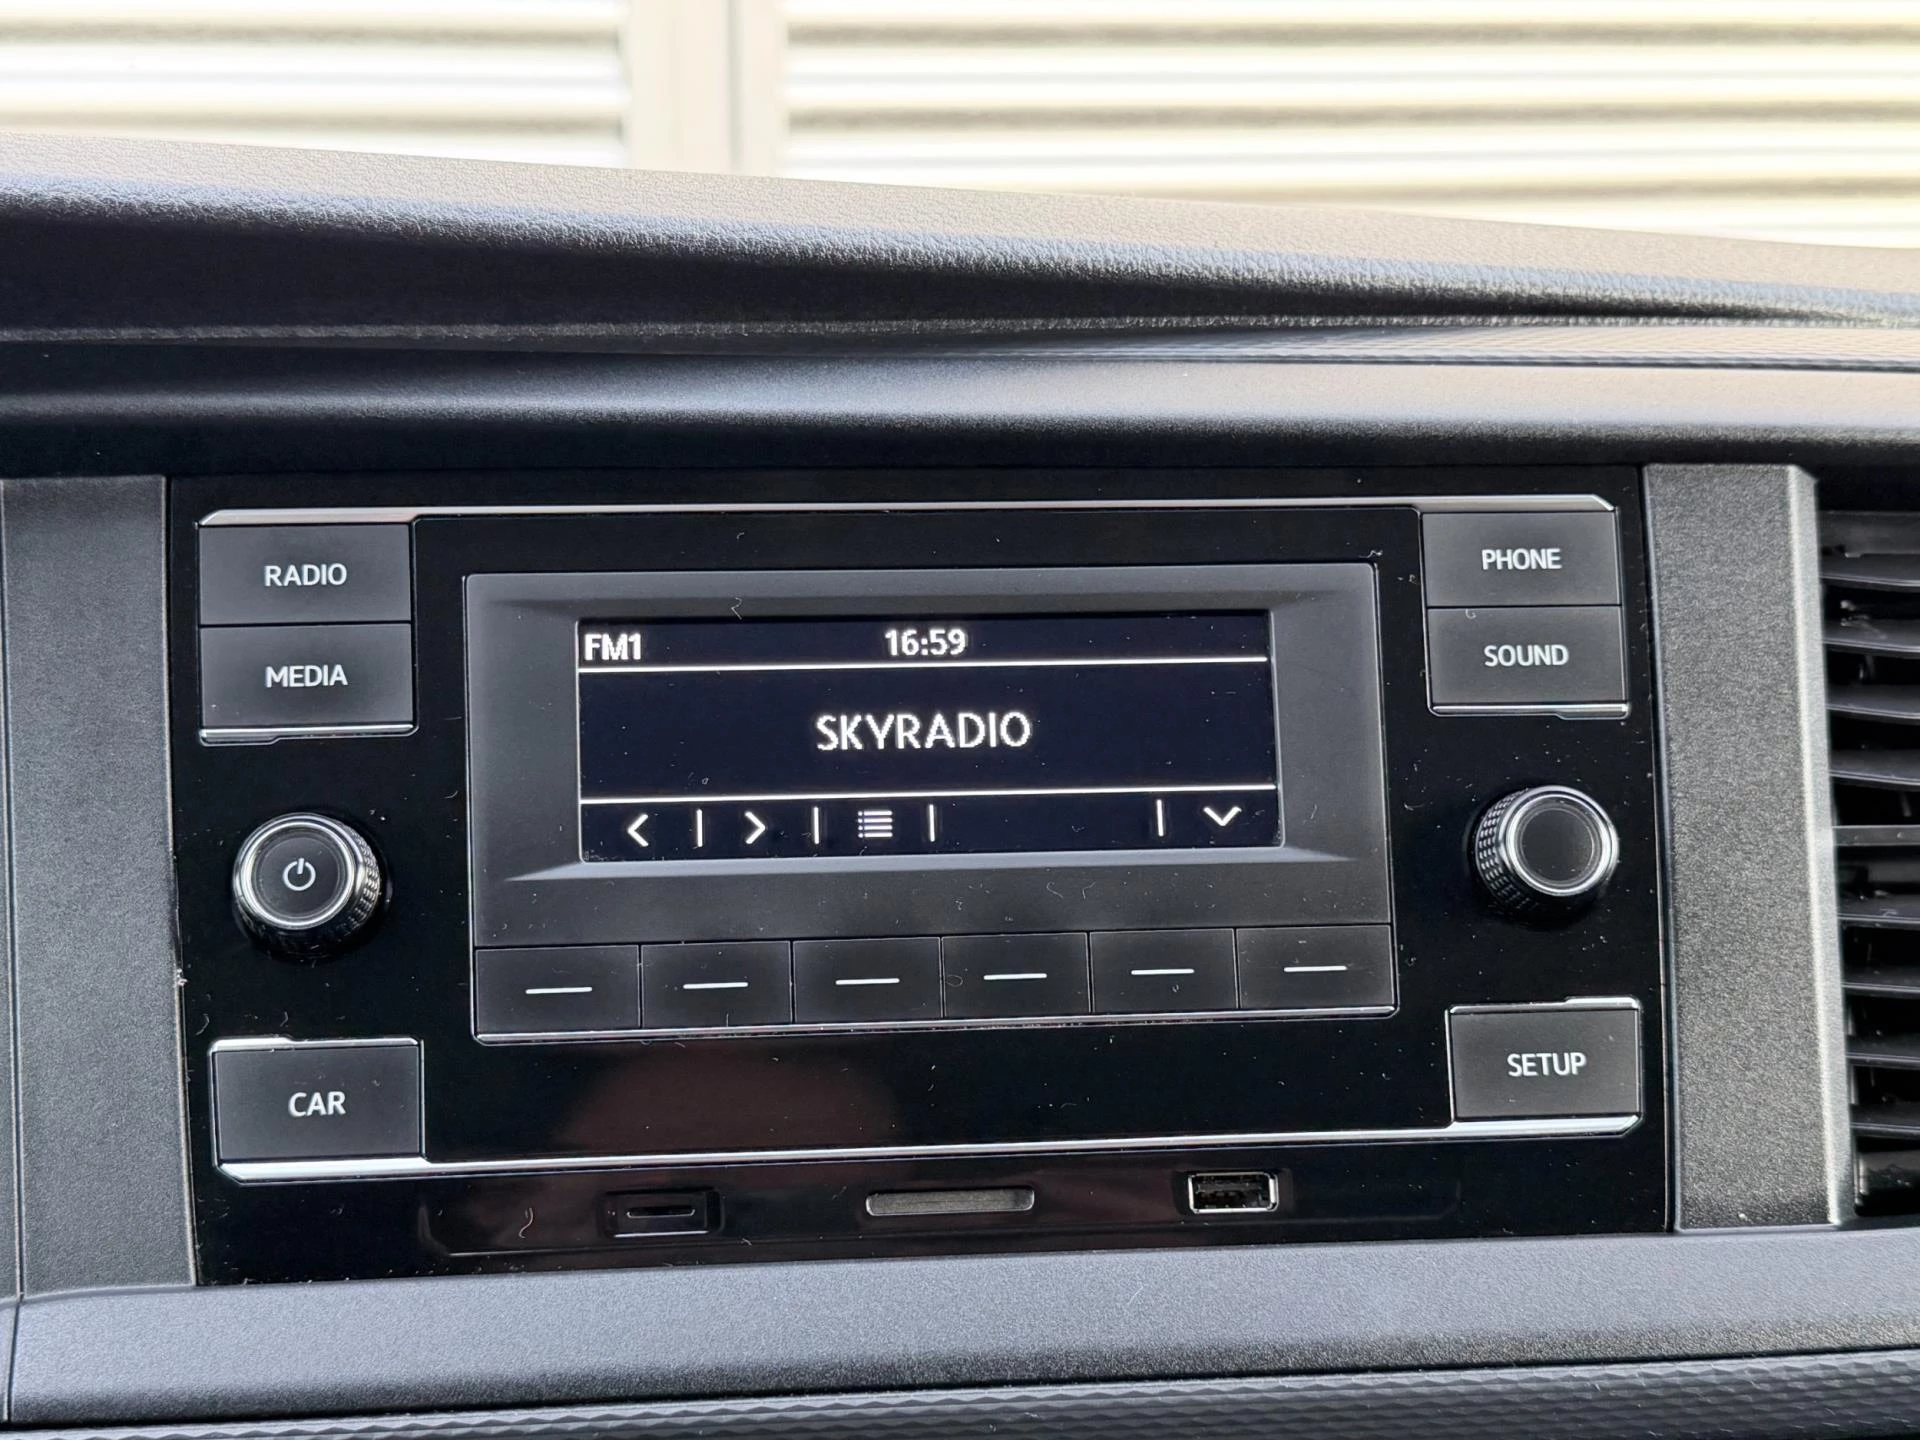 RADIO
PHONE
MEDIA
SOUND
FM1 16:59
SKYRADIO
CAR
SETUP